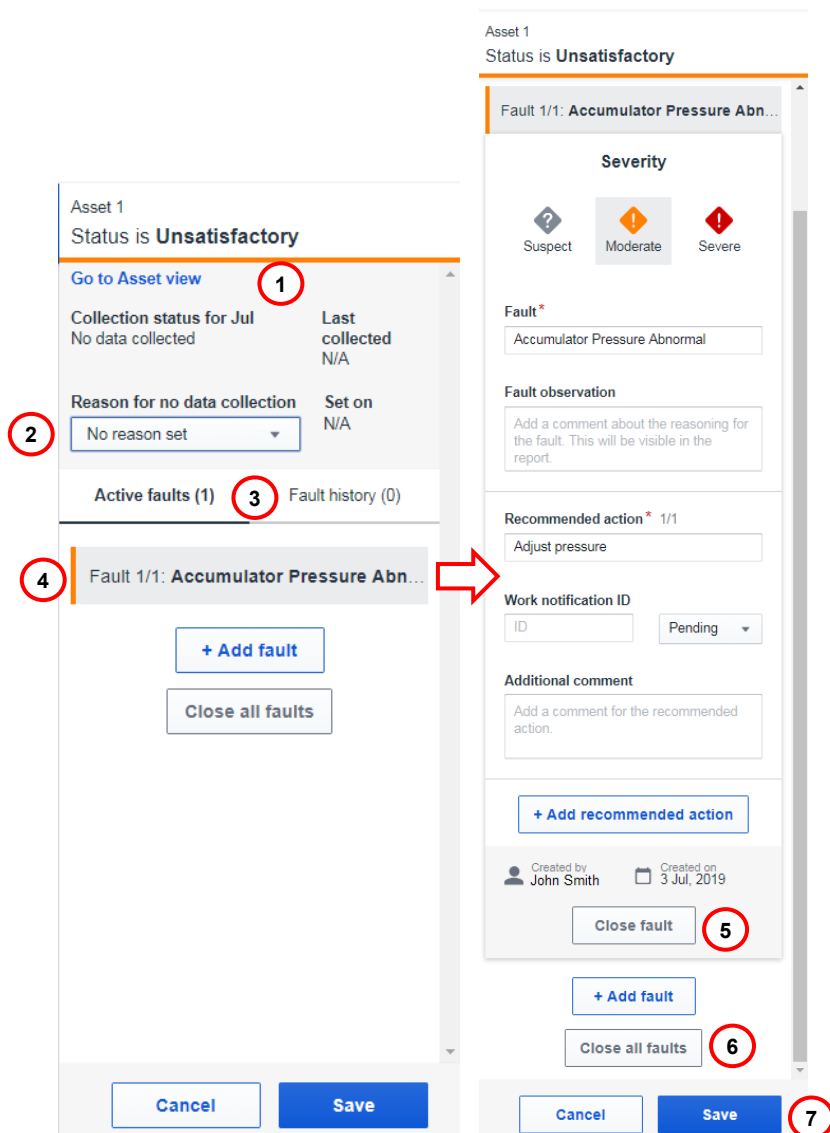 Asset 1
Status is Unsatisfactory
Go to Asset view
1
Collection status for Jul
No data collected
Last
collected
N/A
Reason for no data collection
Set on
N/A
2
No reason set
Active faults (1)
3
Fault history (0)
4
Fault 1/1: Accumulator Pressure Abn...
+ Add fault
Close all faults
Cancel
Save
Asset 1
Status is Unsatisfactory
Fault 1/1: Accumulator Pressure Abn...
Severity
?
!
!
Suspect
Moderate
Severe
Fault*
Accumulator Pressure Abnormal
Fault observation
Add a comment about the reasoning for
the fault. This will be visible in the
report.
Recommended action* 1/1
Adjust pressure
Work notification ID
ID
Pending
Additional comment
Add a comment for the recommended
action.
+ Add recommended action
Created by
John Smith
Created on
3 Jul, 2019
Close fault
5
+ Add fault
Close all faults
6
Cancel
Save
7